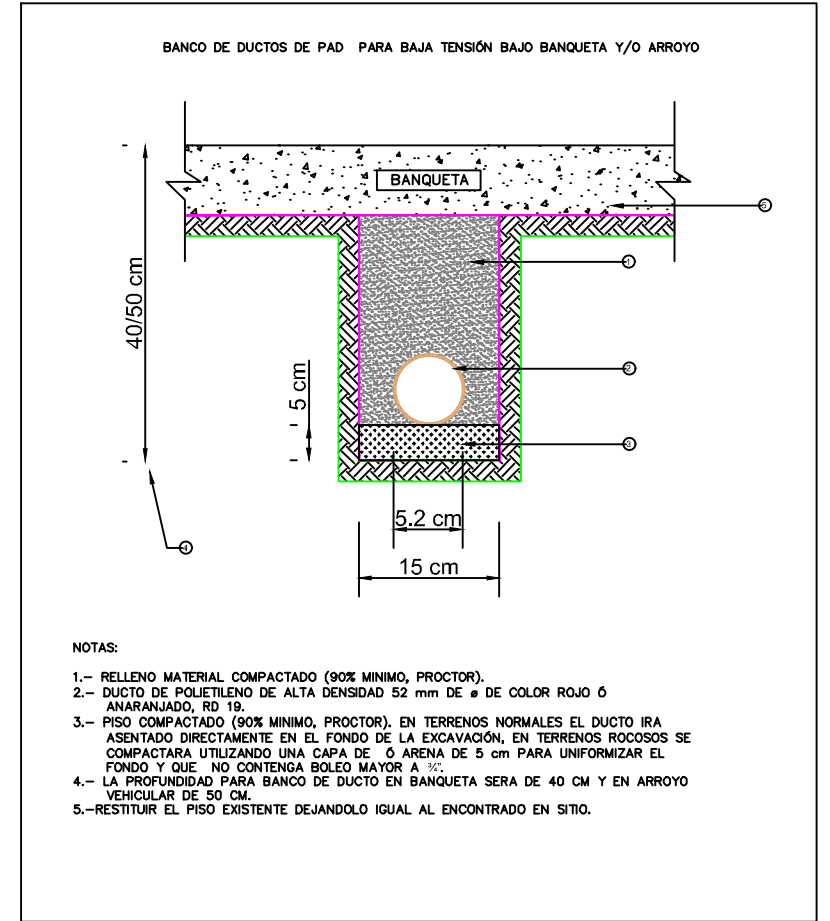 BANCO DE DUCTOS DE PAD PARA BAJA TENSIÓN BAJO BANQUETA Y/O ARROYO
BANQUETA
5
1
40/50 cm
2
5 cm
3
5.2 cm
4
15 cm
NOTAS:
1.- RELLENO MATERIAL COMPACTADO (90% MINIMO, PROCTOR).
2.- DUCTO DE POLIETILENO DE ALTA DENSIDAD 52 mm DE ø DE COLOR ROJO Ó
ANARANJADO, RD 19.
3.- PISO COMPACTADO (90% MINIMO, PROCTOR). EN TERRENOS NORMALES EL DUCTO IRA
ASENTADO DIRECTAMENTE EN EL FONDO DE LA EXCAVACIÓN, EN TERRENOS ROCOSOS SE
COMPACTARA UTILIZANDO UNA CAPA DE Ó ARENA DE 5 cm PARA UNIFORMIZAR EL
FONDO Y QUE NO CONTENGA BOLEO MAYOR A ¾".
4.- LA PROFUNDIDAD PARA BANCO DE DUCTO EN BANQUETA SERA DE 40 CM Y EN ARROYO
VEHICULAR DE 50 CM.
5.-RESTITUIR EL PISO EXISTENTE DEJANDOLO IGUAL AL ENCONTRADO EN SITIO.